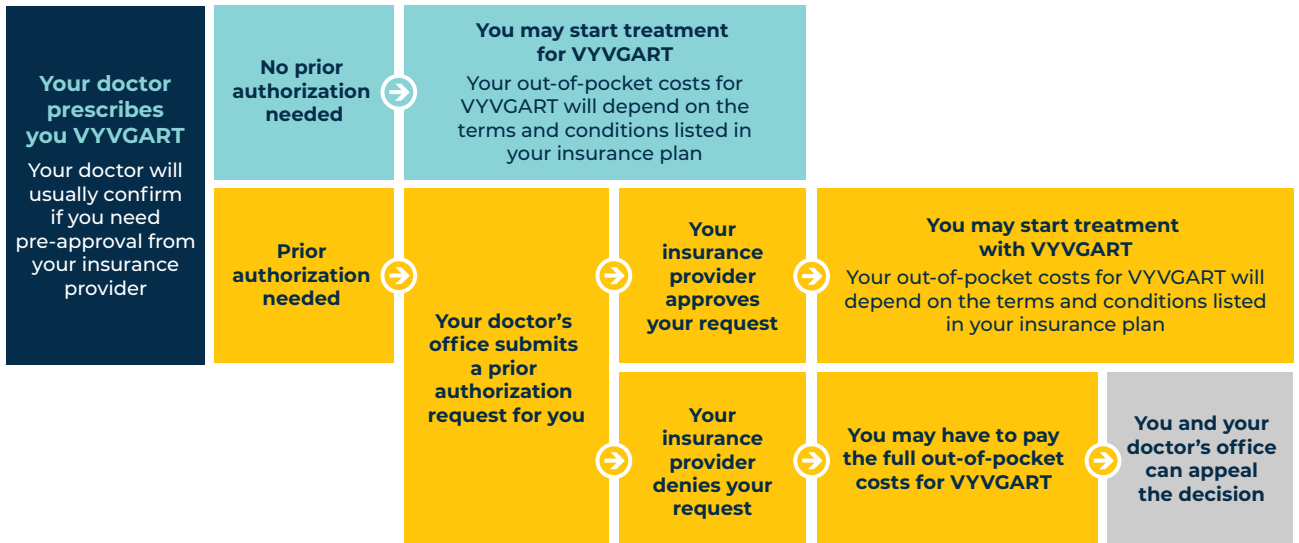 Your doctor
prescribes
you VYVGART
Your doctor will
usually confirm
if you need
pre-approval from
your insurance
provider
No prior
authorization
needed
You may start treatment
for VYVGART
Your out-of-pocket costs for
VYVGART will depend on the
terms and conditions listed in
your insurance plan
Prior
authorization
needed
Your doctor’s
office submits
a prior
authorization
request for you
Your
insurance
provider
approves
your request
You may start treatment
with VYVGART
Your out-of-pocket costs for VYVGART will
depend on the terms and conditions listed
in your insurance plan
Your
insurance
provider
denies your
request
You may have to pay
the full out-of-pocket
costs for VYVGART
You and your
doctor’s office
can appeal
the decision